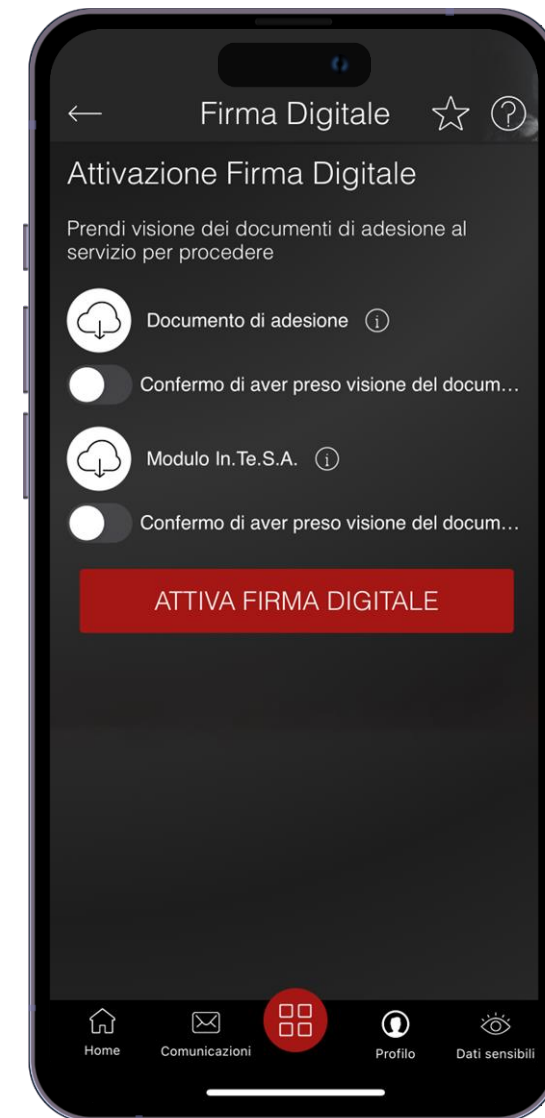 Firma Digitale
Attivazione Firma Digitale
Prendi visione dei documenti di adesione al
servizio per procedere
Documento di adesione
Confermo di aver preso visione del docum...
Modulo In.Te.S.A.
Confermo di aver preso visione del docum...
ATTIVA FIRMA DIGITALE
Home Comunicazioni Profilo Dati sensibili